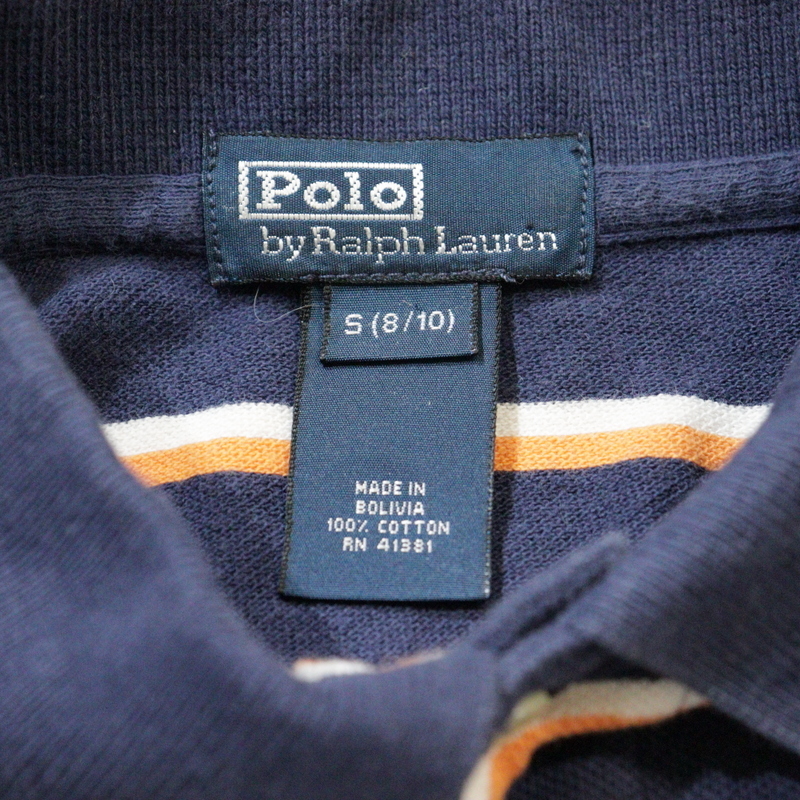 Polo
by Ralph Lauren
S (8/10)
MADE IN
BOLIVIA
100% COTTON
RN 41381